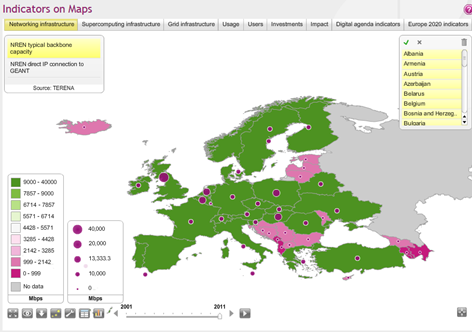 Indicators on Maps
Networking infrastructure
Supercomputing infrastructure
Grid infrastructure
Usage
Users
Investments
Impact
Digital agenda indicators
Europe 2020 indicators
NREN typical backbone
capacity
NREN direct IP connection to
GEANT
Source: TERENA
Albania
Armenia
Austria
Azerbaijan
Belarus
Belgium
Bosnia and Herzeg..
Bulgaria
9000 - 40000
7857 - 9000
6714 - 7857
5571 - 6714
4428 - 5571
3285 - 4428
2142 - 3285
999 - 2142
0 - 999
No data
Mbps
40,000
20,000
13,333.3
10,000
0
Mbps
2001
2011